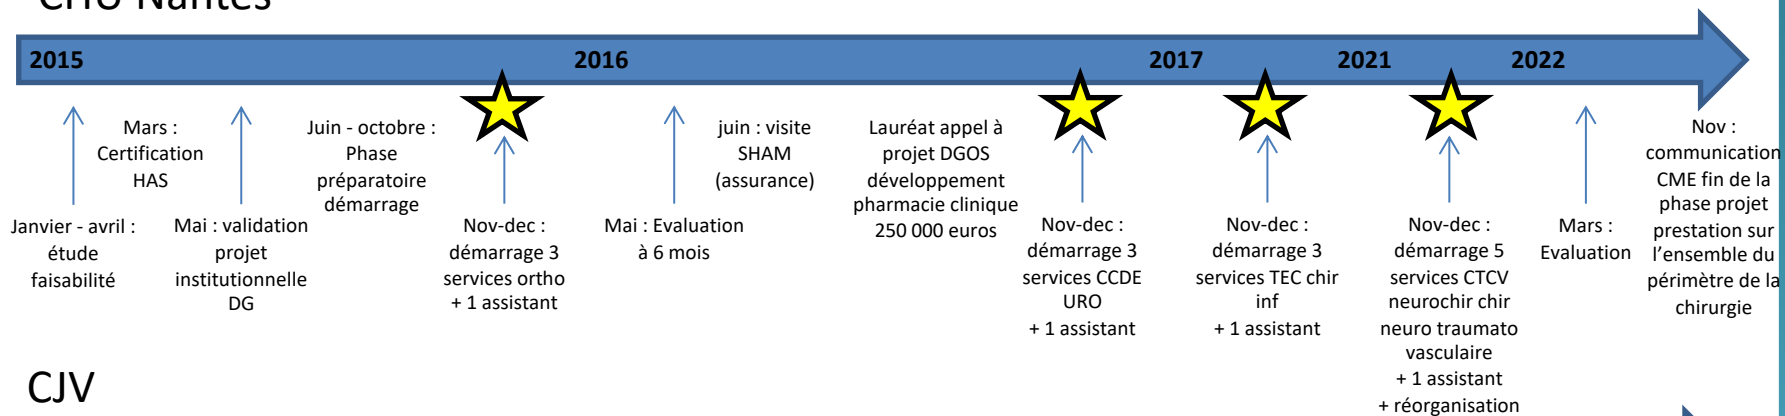 CHU Nantes
2015
2016
2017
2021
2022
Janvier - avril :
étude
faisabilité
Mars :
Certification
HAS
Mai : validation
projet
institutionnelle
DG
Juin - octobre :
Phase
préparatoire
démarrage
Nov-dec :
démarrage 3
services ortho
+ 1 assistant
Mai : Evaluation
à 6 mois
juin : visite
SHAM
(assurance)
Lauréat appel à
projet DGOS
développement
pharmacie clinique
250 000 euros
Nov-dec :
démarrage 3
services CCDE
URO
+ 1 assistant
Nov-dec :
démarrage 3
services TEC chir
inf
+ 1 assistant
Nov-dec :
démarrage 5
services CTCV
neurochir chir
neuro traumato
vasculaire
+ 1 assistant
+ réorganisation
Mars :
Evaluation
Nov :
communication
CME fin de la
phase projet
prestation sur
l'ensemble du
périmètre de la
chirurgie
CJV